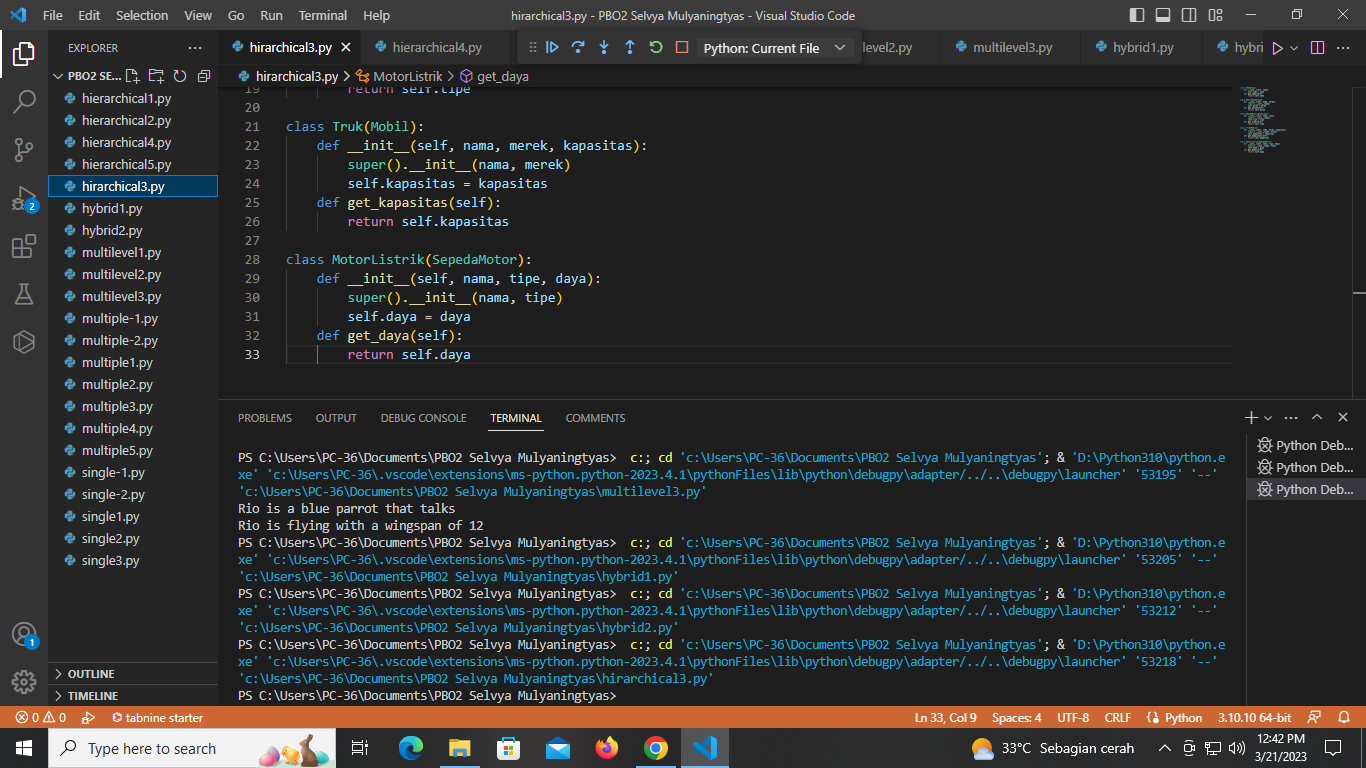 File Edit Selection View Go Run Terminal Help hirarchical3.py - PBO2 Selvya Mulyaningtyas - Visual Studio Code
EXPLORER
hirarchical3.py hierarchical4.py Python: Current File level2.py multilevel3.py hybrid1.py hybri
PBO2 SE...
hirarchical3.py > MotorListrik > get_daya
hierarchical1.py
hierarchical2.py
hierarchical4.py
hierarchical5.py
hirarchical3.py
hybrid1.py
hybrid2.py
multilevel1.py
multilevel2.py
multilevel3.py
multiple-1.py
multiple-2.py
multiple1.py
multiple2.py
multiple3.py
multiple4.py
multiple5.py
single-1.py
single-2.py
single1.py
single2.py
single3.py
OUTLINE
TIMELINE
2
1
19 return self.tipe
20
21 class Truk(Mobil):
22 def __init__(self, nama, merek, kapasitas):
23 super().__init__(nama, merek)
24 self.kapasitas = kapasitas
25 def get_kapasitas(self):
26 return self.kapasitas
27
28 class MotorListrik(SepedaMotor):
29 def __init__(self, nama, tipe, daya):
30 super().__init__(nama, tipe)
31 self.daya = daya
32 def get_daya(self):
33 return self.daya
PROBLEMS OUTPUT DEBUG CONSOLE TERMINAL COMMENTS
PS C:\Users\PC-36\Documents\PBO2 Selvya Mulyaningtyas> c:; cd 'c:\Users\PC-36\Documents\PBO2 Selvya Mulyaningtyas'; & 'D:\Python310\python.e
xe' 'c:\Users\PC-36\.vscode\extensions\ms-python.python-2023.4.1\pythonFiles\lib\python\debugpy\adapter/../..\debugpy\launcher' '53195' '--'
'c:\Users\PC-36\Documents\PBO2 Selvya Mulyaningtyas\multilevel3.py'
Rio is a blue parrot that talks
Rio is flying with a wingspan of 12
PS C:\Users\PC-36\Documents\PBO2 Selvya Mulyaningtyas> c:; cd 'c:\Users\PC-36\Documents\PBO2 Selvya Mulyaningtyas'; & 'D:\Python310\python.e
xe' 'c:\Users\PC-36\.vscode\extensions\ms-python.python-2023.4.1\pythonFiles\lib\python\debugpy\adapter/../..\debugpy\launcher' '53205' '--'
'c:\Users\PC-36\Documents\PBO2 Selvya Mulyaningtyas\hybrid1.py'
PS C:\Users\PC-36\Documents\PBO2 Selvya Mulyaningtyas> c:; cd 'c:\Users\PC-36\Documents\PBO2 Selvya Mulyaningtyas'; & 'D:\Python310\python.e
xe' 'c:\Users\PC-36\.vscode\extensions\ms-python.python-2023.4.1\pythonFiles\lib\python\debugpy\adapter/../..\debugpy\launcher' '53212' '--'
'c:\Users\PC-36\Documents\PBO2 Selvya Mulyaningtyas\hybrid2.py'
PS C:\Users\PC-36\Documents\PBO2 Selvya Mulyaningtyas> c:; cd 'c:\Users\PC-36\Documents\PBO2 Selvya Mulyaningtyas'; & 'D:\Python310\python.e
xe' 'c:\Users\PC-36\.vscode\extensions\ms-python.python-2023.4.1\pythonFiles\lib\python\debugpy\adapter/../..\debugpy\launcher' '53218' '--'
'c:\Users\PC-36\Documents\PBO2 Selvya Mulyaningtyas\hirarchical3.py'
PS C:\Users\PC-36\Documents\PBO2 Selvya Mulyaningtyas>
Python Deb...
Python Deb...
Python Deb...
0 0 tabnine starter Ln 33, Col 9 Spaces: 4 UTF-8 CRLF Python 3.10.10 64-bit
Type here to search 33°C Sebagian cerah 12:42 PM
3/21/2023